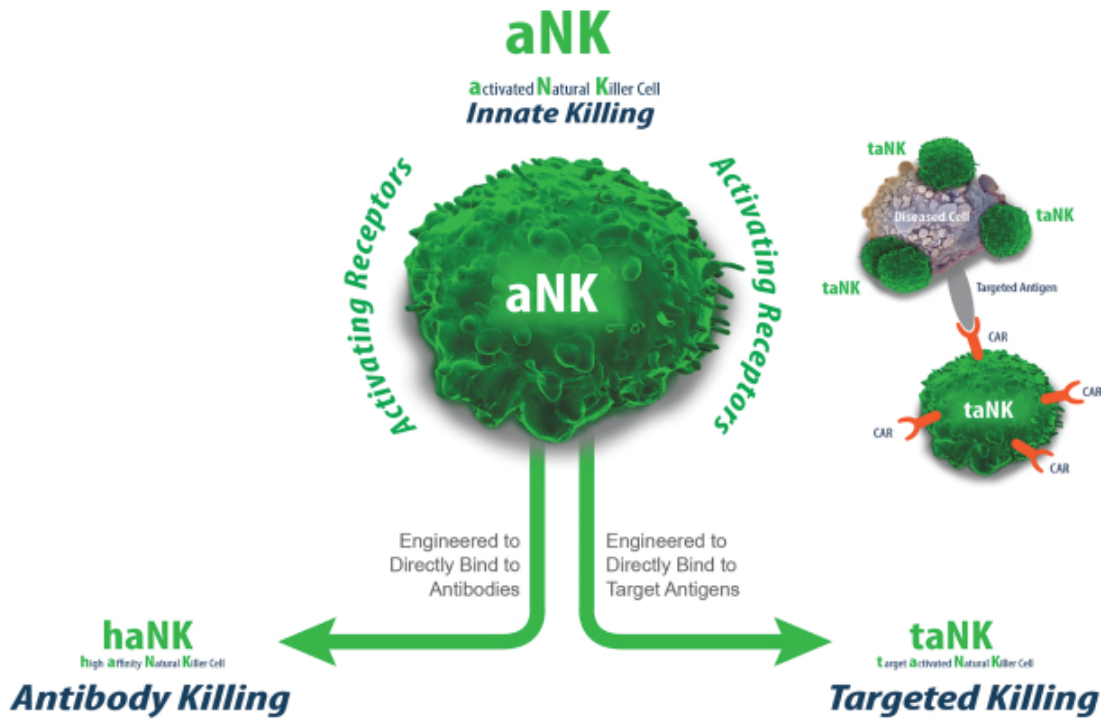 aNK
activated Natural Killer Cell
Innate Killing
Activating Receptors
Activating Receptors
aNK
taNK
Diseased Cell
taNK
taNK
Targeted Antigen
CAR
taNK
CAR
CAR
CAR
Engineered to
Directly Bind to
Antibodies
Engineered to
Directly Bind to
Target Antigens
haNK
high affinity Natural Killer Cell
Antibody Killing
taNK
target activated Natural Killer Cell
Targeted Killing